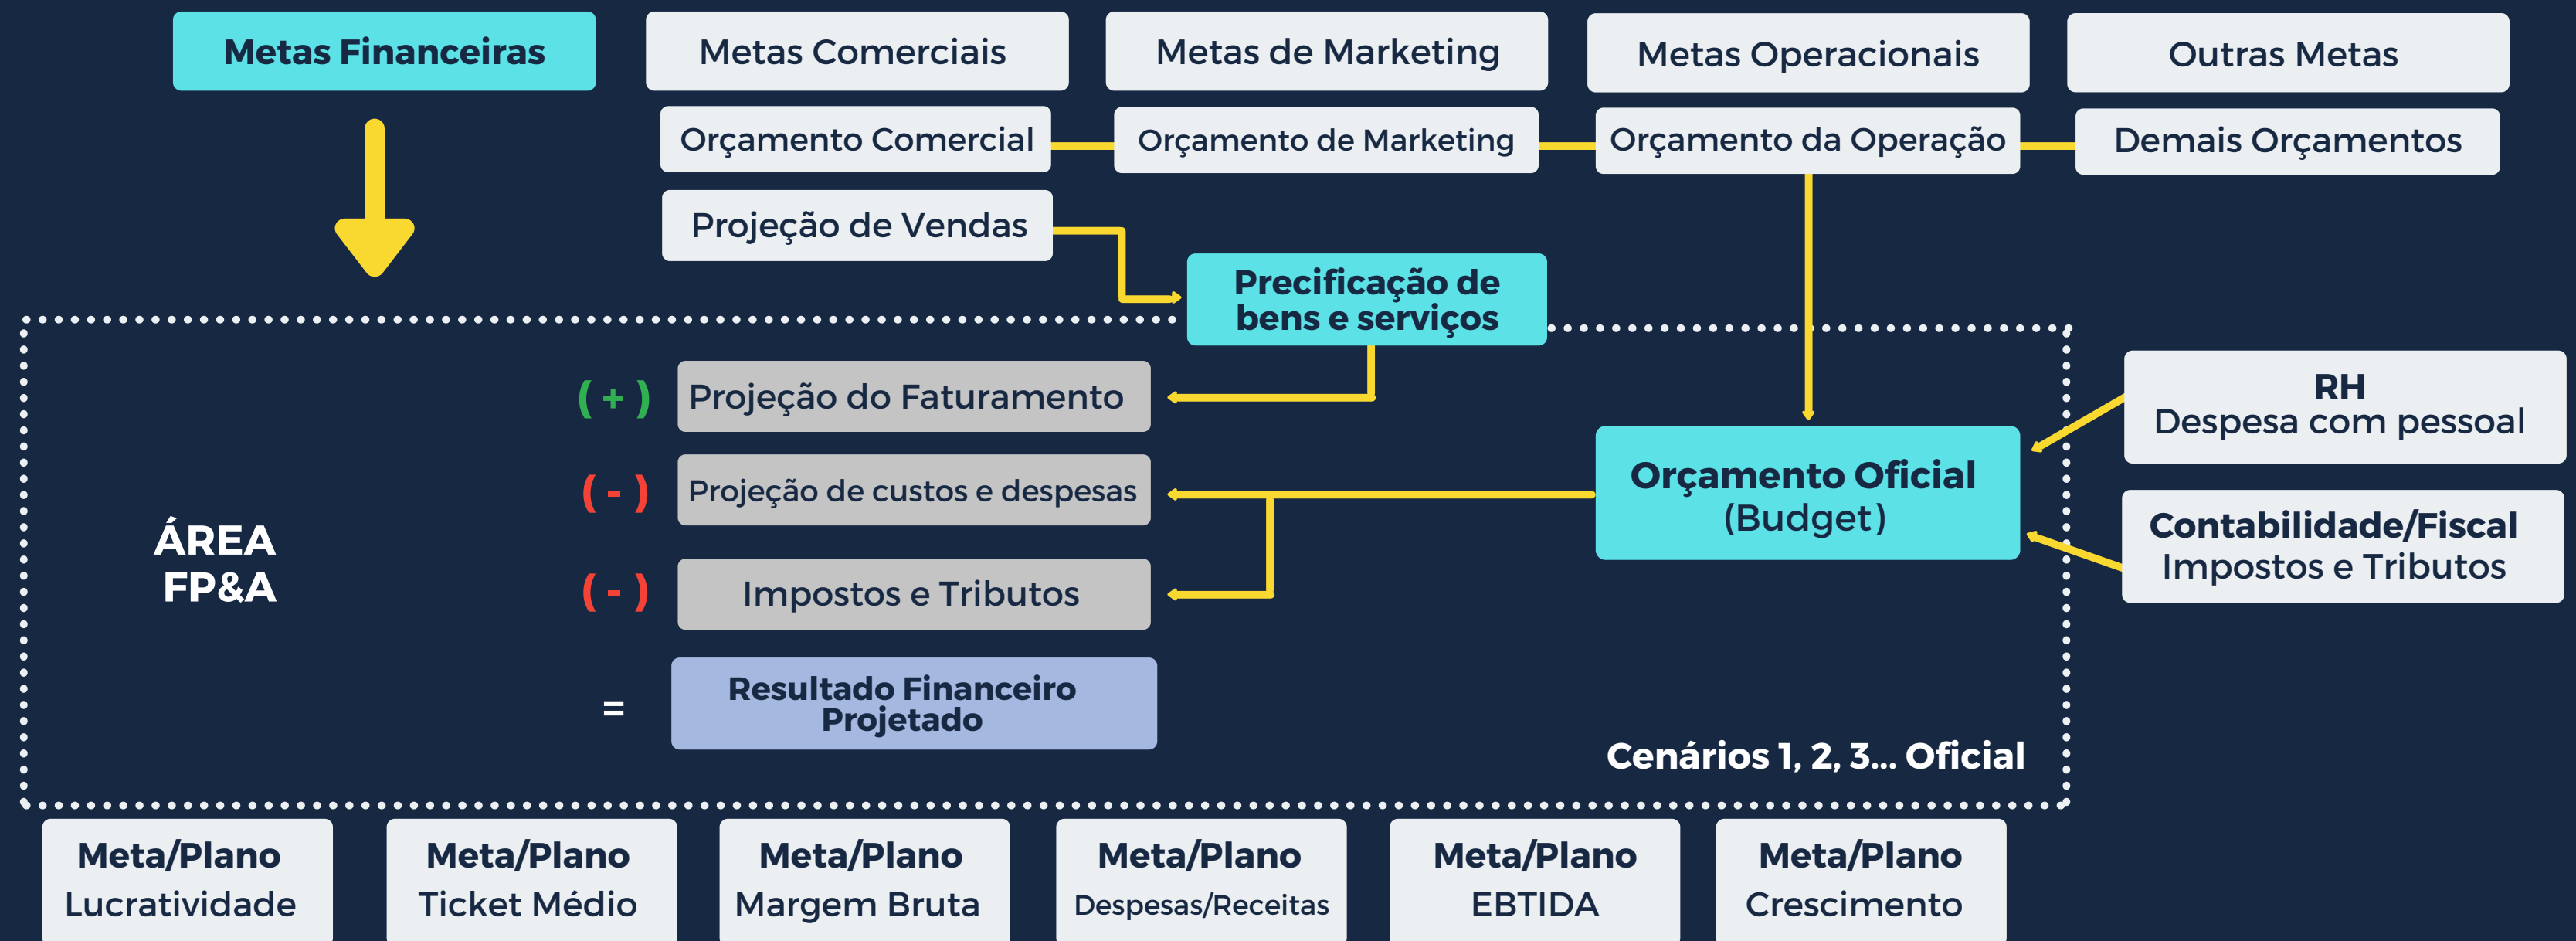 Metas Financeiras
Metas Comerciais
Metas de Marketing
Metas Operacionais
Outras Metas
Orçamento Comercial
Orçamento de Marketing
Orçamento da Operação
Demais Orçamentos
Projeção de Vendas
Precificação de
bens e serviços
( + )
Projeção do Faturamento
RH
Despesa com pessoal
( - )
Projeção de custos e despesas
Orçamento Oficial
(Budget)
Contabilidade/Fiscal
Impostos e Tributos
ÁREA
FP&A
( - )
Impostos e Tributos
=
Resultado Financeiro
Projetado
Cenários 1, 2, 3... Oficial
Meta/Plano
Lucratividade
Meta/Plano
Ticket Médio
Meta/Plano
Margem Bruta
Meta/Plano
Despesas/Receitas
Meta/Plano
EBTIDA
Meta/Plano
Crescimento